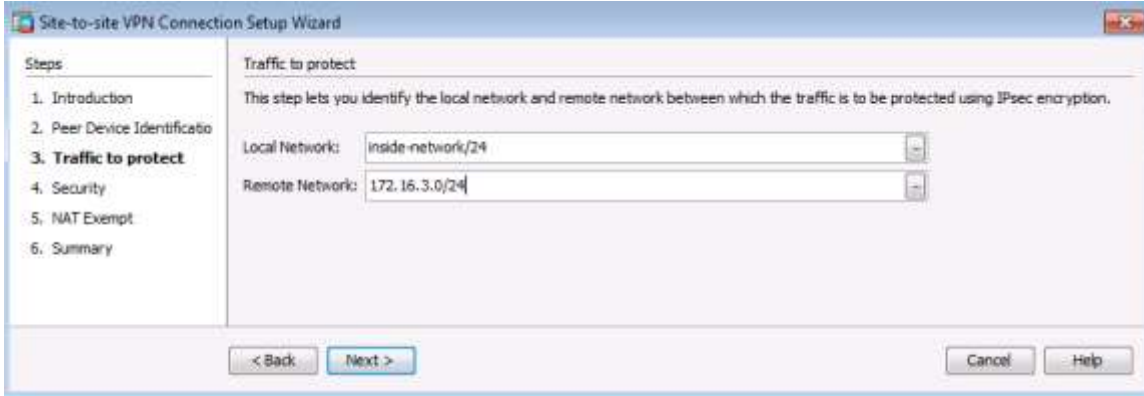 Site-to-site VPN Connection Setup Wizard
Steps
1. Introduction
2. Peer Device Identificatio
3. Traffic to protect
4. Security
5. NAT Exempt
6. Summary
Traffic to protect
This step lets you identify the local network and remote network between which the traffic is to be protected using IPsec encryption.
Local Network: inside-network/24
Remote Network: 172.16.3.0/24
< Back Next > Cancel Help